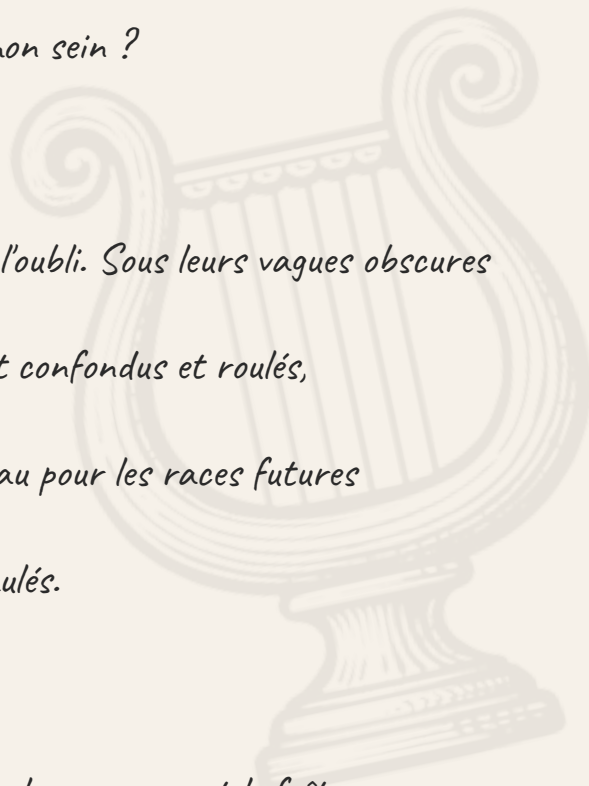 on sein ?
l'oubli. Sous leurs vagues obscures
t confondus et roulés,
au pour les races futures
ulés.